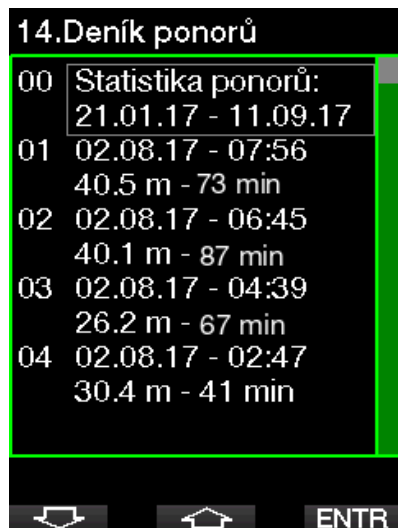 14.Deník ponorů
00 Statistika ponorů:
21.01.17 - 11.09.17
01 02.08.17 - 07:56
40.5 m - 73 min
02 02.08.17 - 06:45
40.1 m - 87 min
03 02.08.17 - 04:39
26.2 m - 67 min
04 02.08.17 - 02:47
30.4 m - 41 min
ENTR